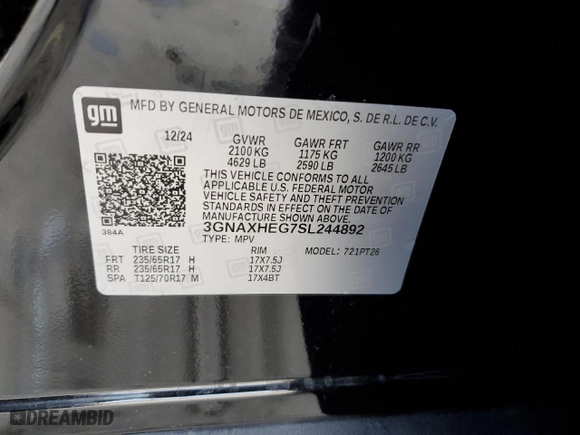 gm
MFD BY GENERAL MOTORS DE MEXICO, S. DE R.L. DE C.V.
12/24 GVWR GAWR FRT GAWR RR
2100 KG 1175 KG 1200 KG
4629 LB 2590 LB 2645 LB
THIS VEHICLE CONFORMS TO ALL
APPLICABLE U.S. FEDERAL MOTOR
VEHICLE SAFETY AND THEFT PREVENTION
STANDARDS IN EFFECT ON THE DATE OF
MANUFACTURE SHOWN ABOVE.
384A 3GNAXHEG7SL244892
TYPE: MPV MODEL: 721PT26
TIRE SIZE RIM
FRT 235/65R17 H 17X7.5J
RR 235/65R17 H 17X7.5J
SPA T125/70R17 M 17X4BT
DREAMBID